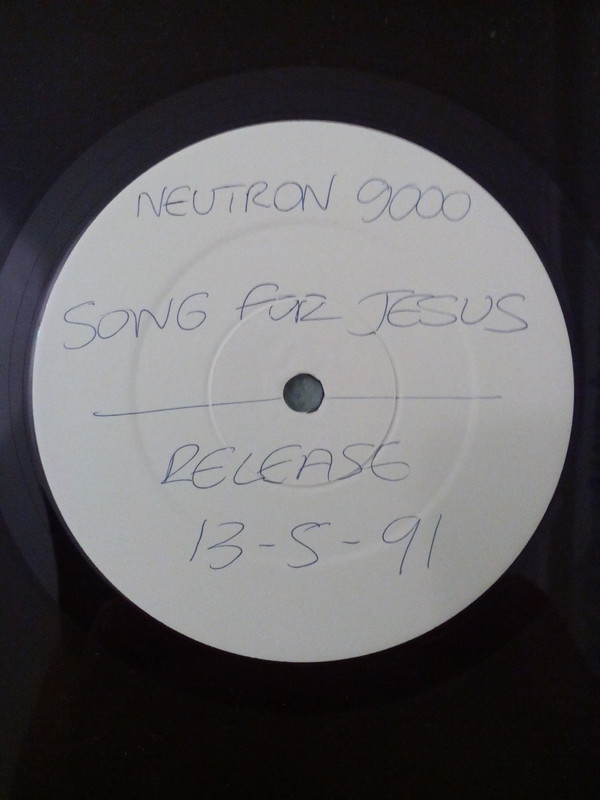 NEUTRON 9000
SONG FOR JESUS
RELEASE
13-5-91